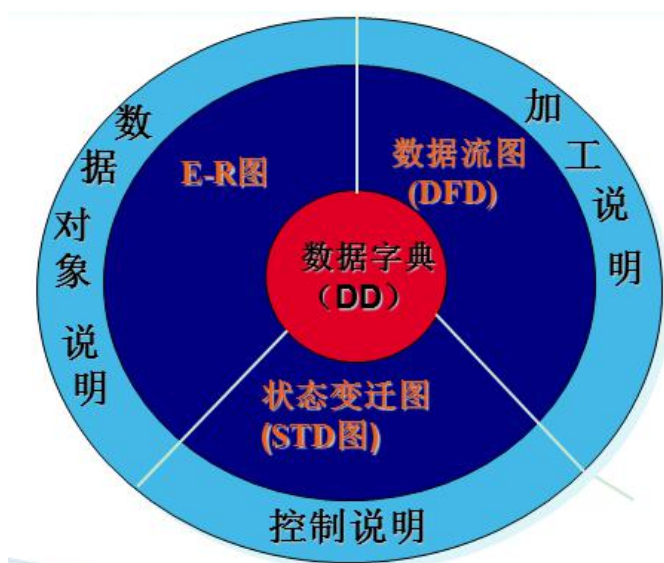 数据对象说明
加工说明
E-R图
数据流图
(DFD)
数据字典
（DD）
状态变迁图
(STD图)
控制说明